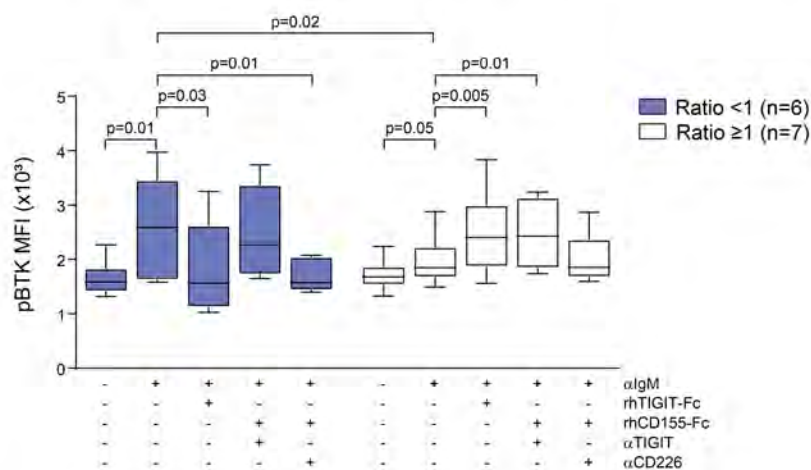 p=0.02
p=0.01
p=0.01
p=0.03
p=0.005
p=0.01
p=0.05
Ratio <1 (n=6)
Ratio ≥1 (n=7)
pBTK MFI (x10³)
5
4
3
2
1
0
- + + + + - + + + + αIgM
- - + - - - - + - - rhTIGIT-Fc
- - - + + - - - + + rhCD155-Fc
- - - + - - - - + - αTIGIT
- - - - + - - - - + αCD226